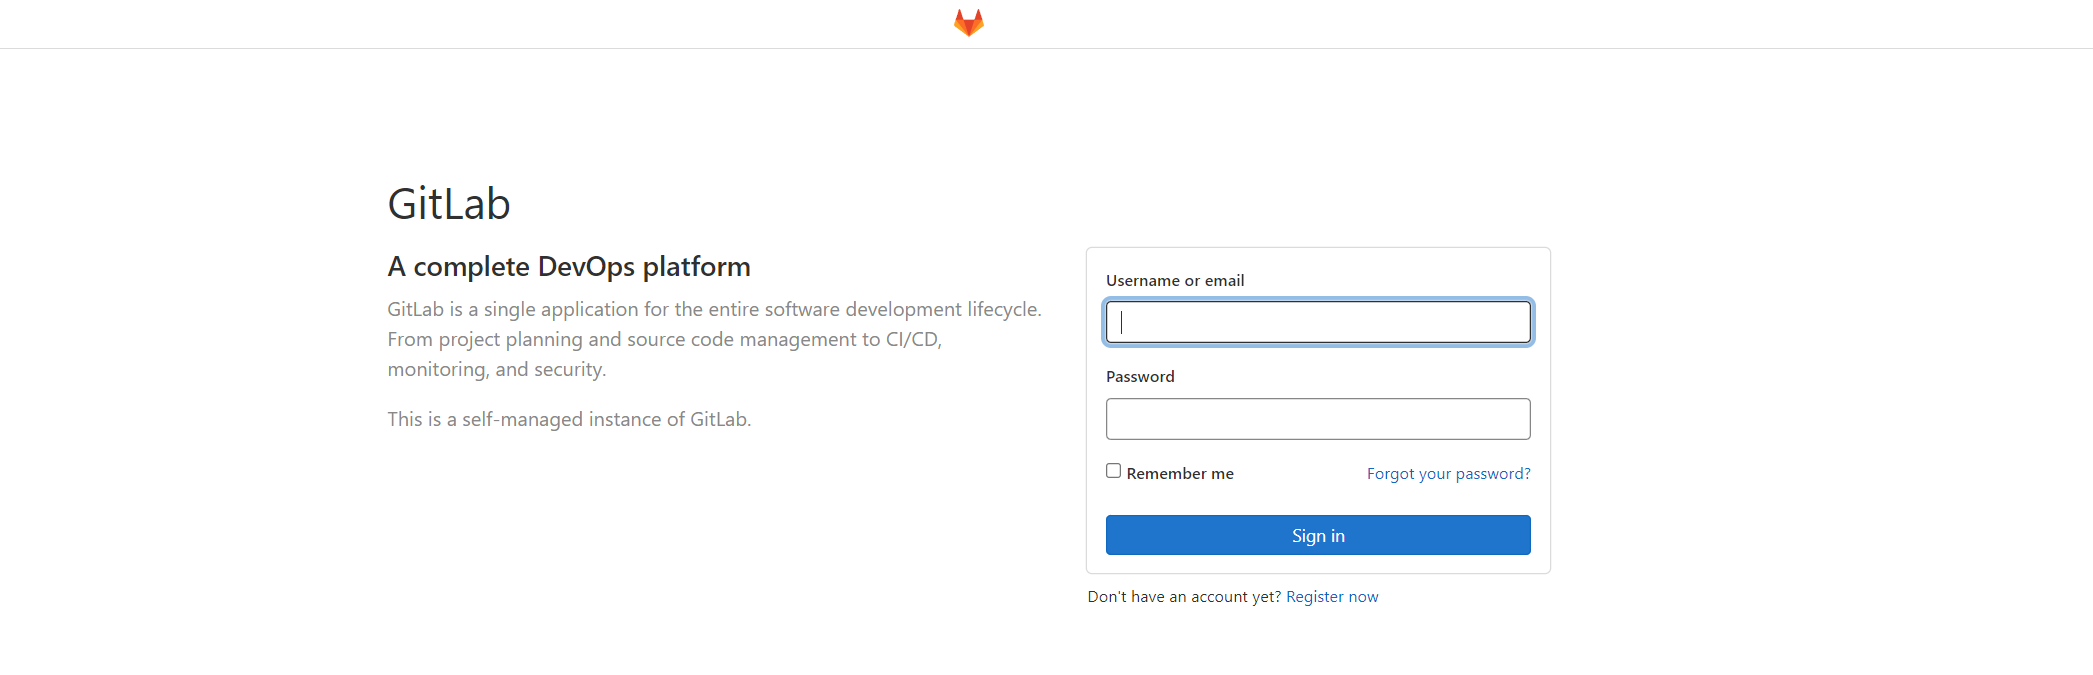 GitLab
A complete DevOps platform
GitLab is a single application for the entire software development lifecycle.
From project planning and source code management to CI/CD,
monitoring, and security.
This is a self-managed instance of GitLab.
Username or email
Password
Remember me
Forgot your password?
Sign in
Don't have an account yet? Register now